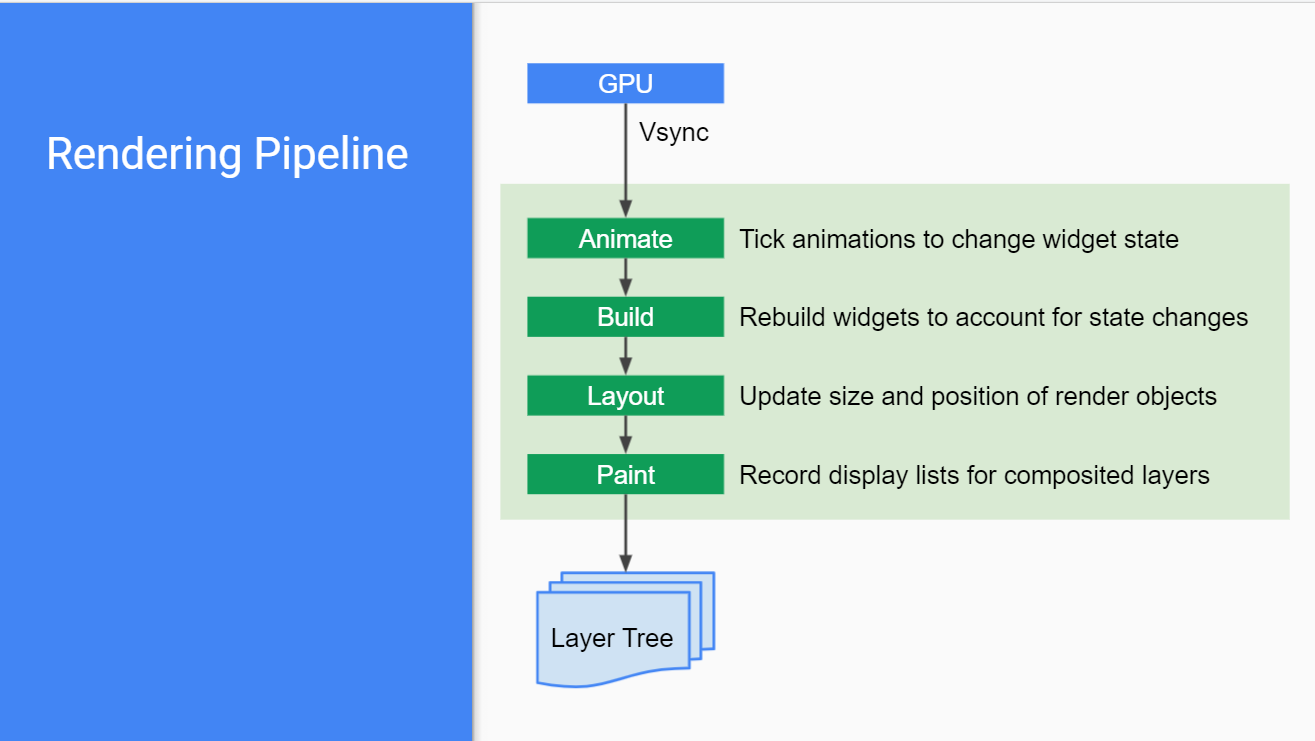 Rendering Pipeline
GPU
Vsync
Animate
Tick animations to change widget state
Build
Rebuild widgets to account for state changes
Layout
Update size and position of render objects
Paint
Record display lists for composited layers
Layer Tree